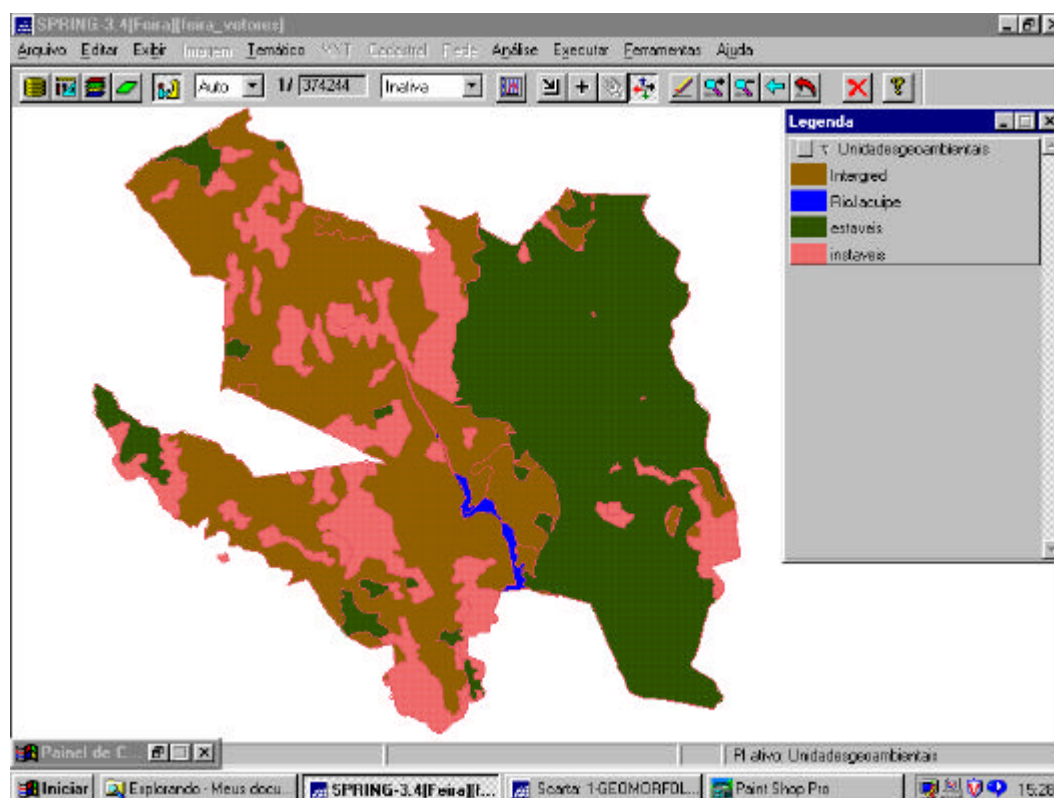 SPRING-3.4[Feira][feira_vetores]
Arquivo Editar Exibir Imagem Temático MNT Cadastral Rede Análise Executar Ferramentas Ajuda
Auto 1/ 374244 Inativa
Legenda
Unidadesgeoambientais
Intergred
RioJacuipe
estaveis
instaveis
Painel de C...
PI ativo: Unidadesgeoambientais
Iniciar Explorando - Meus docu... SPRING-3.4[Feira][f... Scarta: 1-GEOMORFOL... Paint Shop Pro 15:28